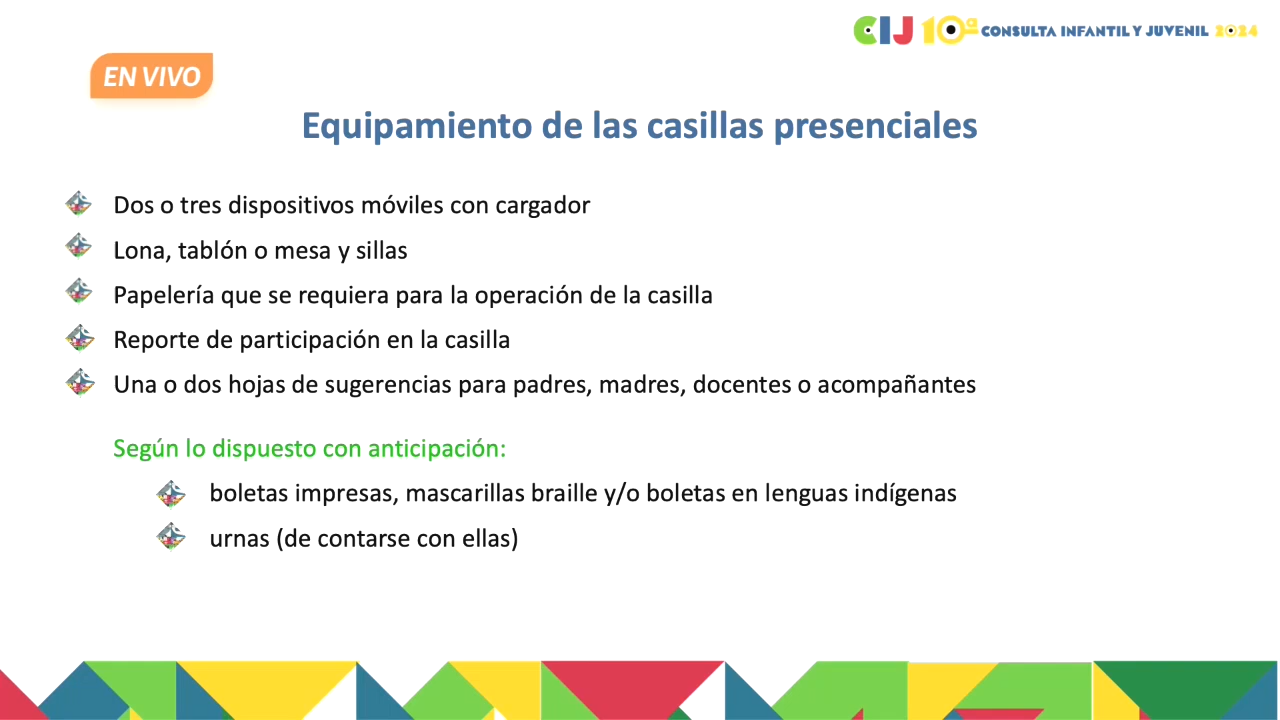 CIJ 10ª CONSULTA INFANTIL Y JUVENIL 2024
EN VIVO
Equipamiento de las casillas presenciales
Dos o tres dispositivos móviles con cargador
Lona, tablón o mesa y sillas
Papelería que se requiera para la operación de la casilla
Reporte de participación en la casilla
Una o dos hojas de sugerencias para padres, madres, docentes o acompañantes
Según lo dispuesto con anticipación:
boletas impresas, mascarillas braille y/o boletas en lenguas indígenas
urnas (de contarse con ellas)